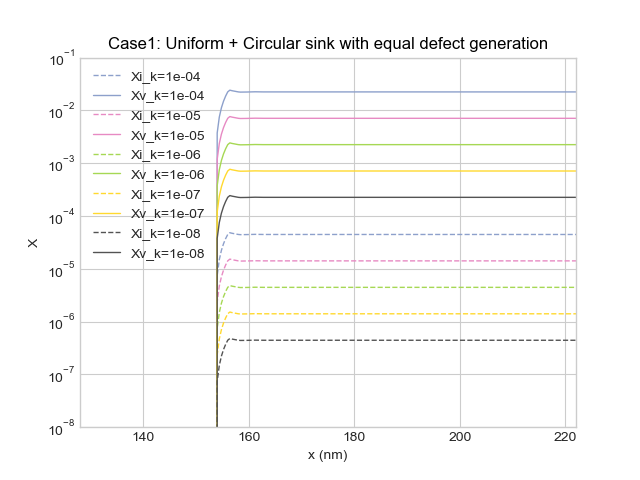 Case1: Uniform + Circular sink with equal defect generation
10⁻¹
10⁻²
10⁻³
10⁻⁴
10⁻⁵
10⁻⁶
10⁻⁷
10⁻⁸
X
Xi_k=1e-04
Xv_k=1e-04
Xi_k=1e-05
Xv_k=1e-05
Xi_k=1e-06
Xv_k=1e-06
Xi_k=1e-07
Xv_k=1e-07
Xi_k=1e-08
Xv_k=1e-08
140 160 180 200 220
x (nm)